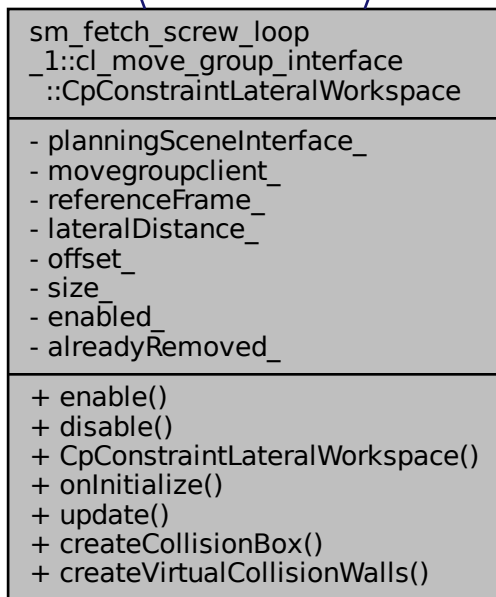 sm_fetch_screw_loop
_1::cl_move_group_interface
::CpConstraintLateralWorkspace
- planningSceneInterface_
- movegroupclient_
- referenceFrame_
- lateralDistance_
- offset_
- size_
- enabled_
- alreadyRemoved_
+ enable()
+ disable()
+ CpConstraintLateralWorkspace()
+ onInitialize()
+ update()
+ createCollisionBox()
+ createVirtualCollisionWalls()